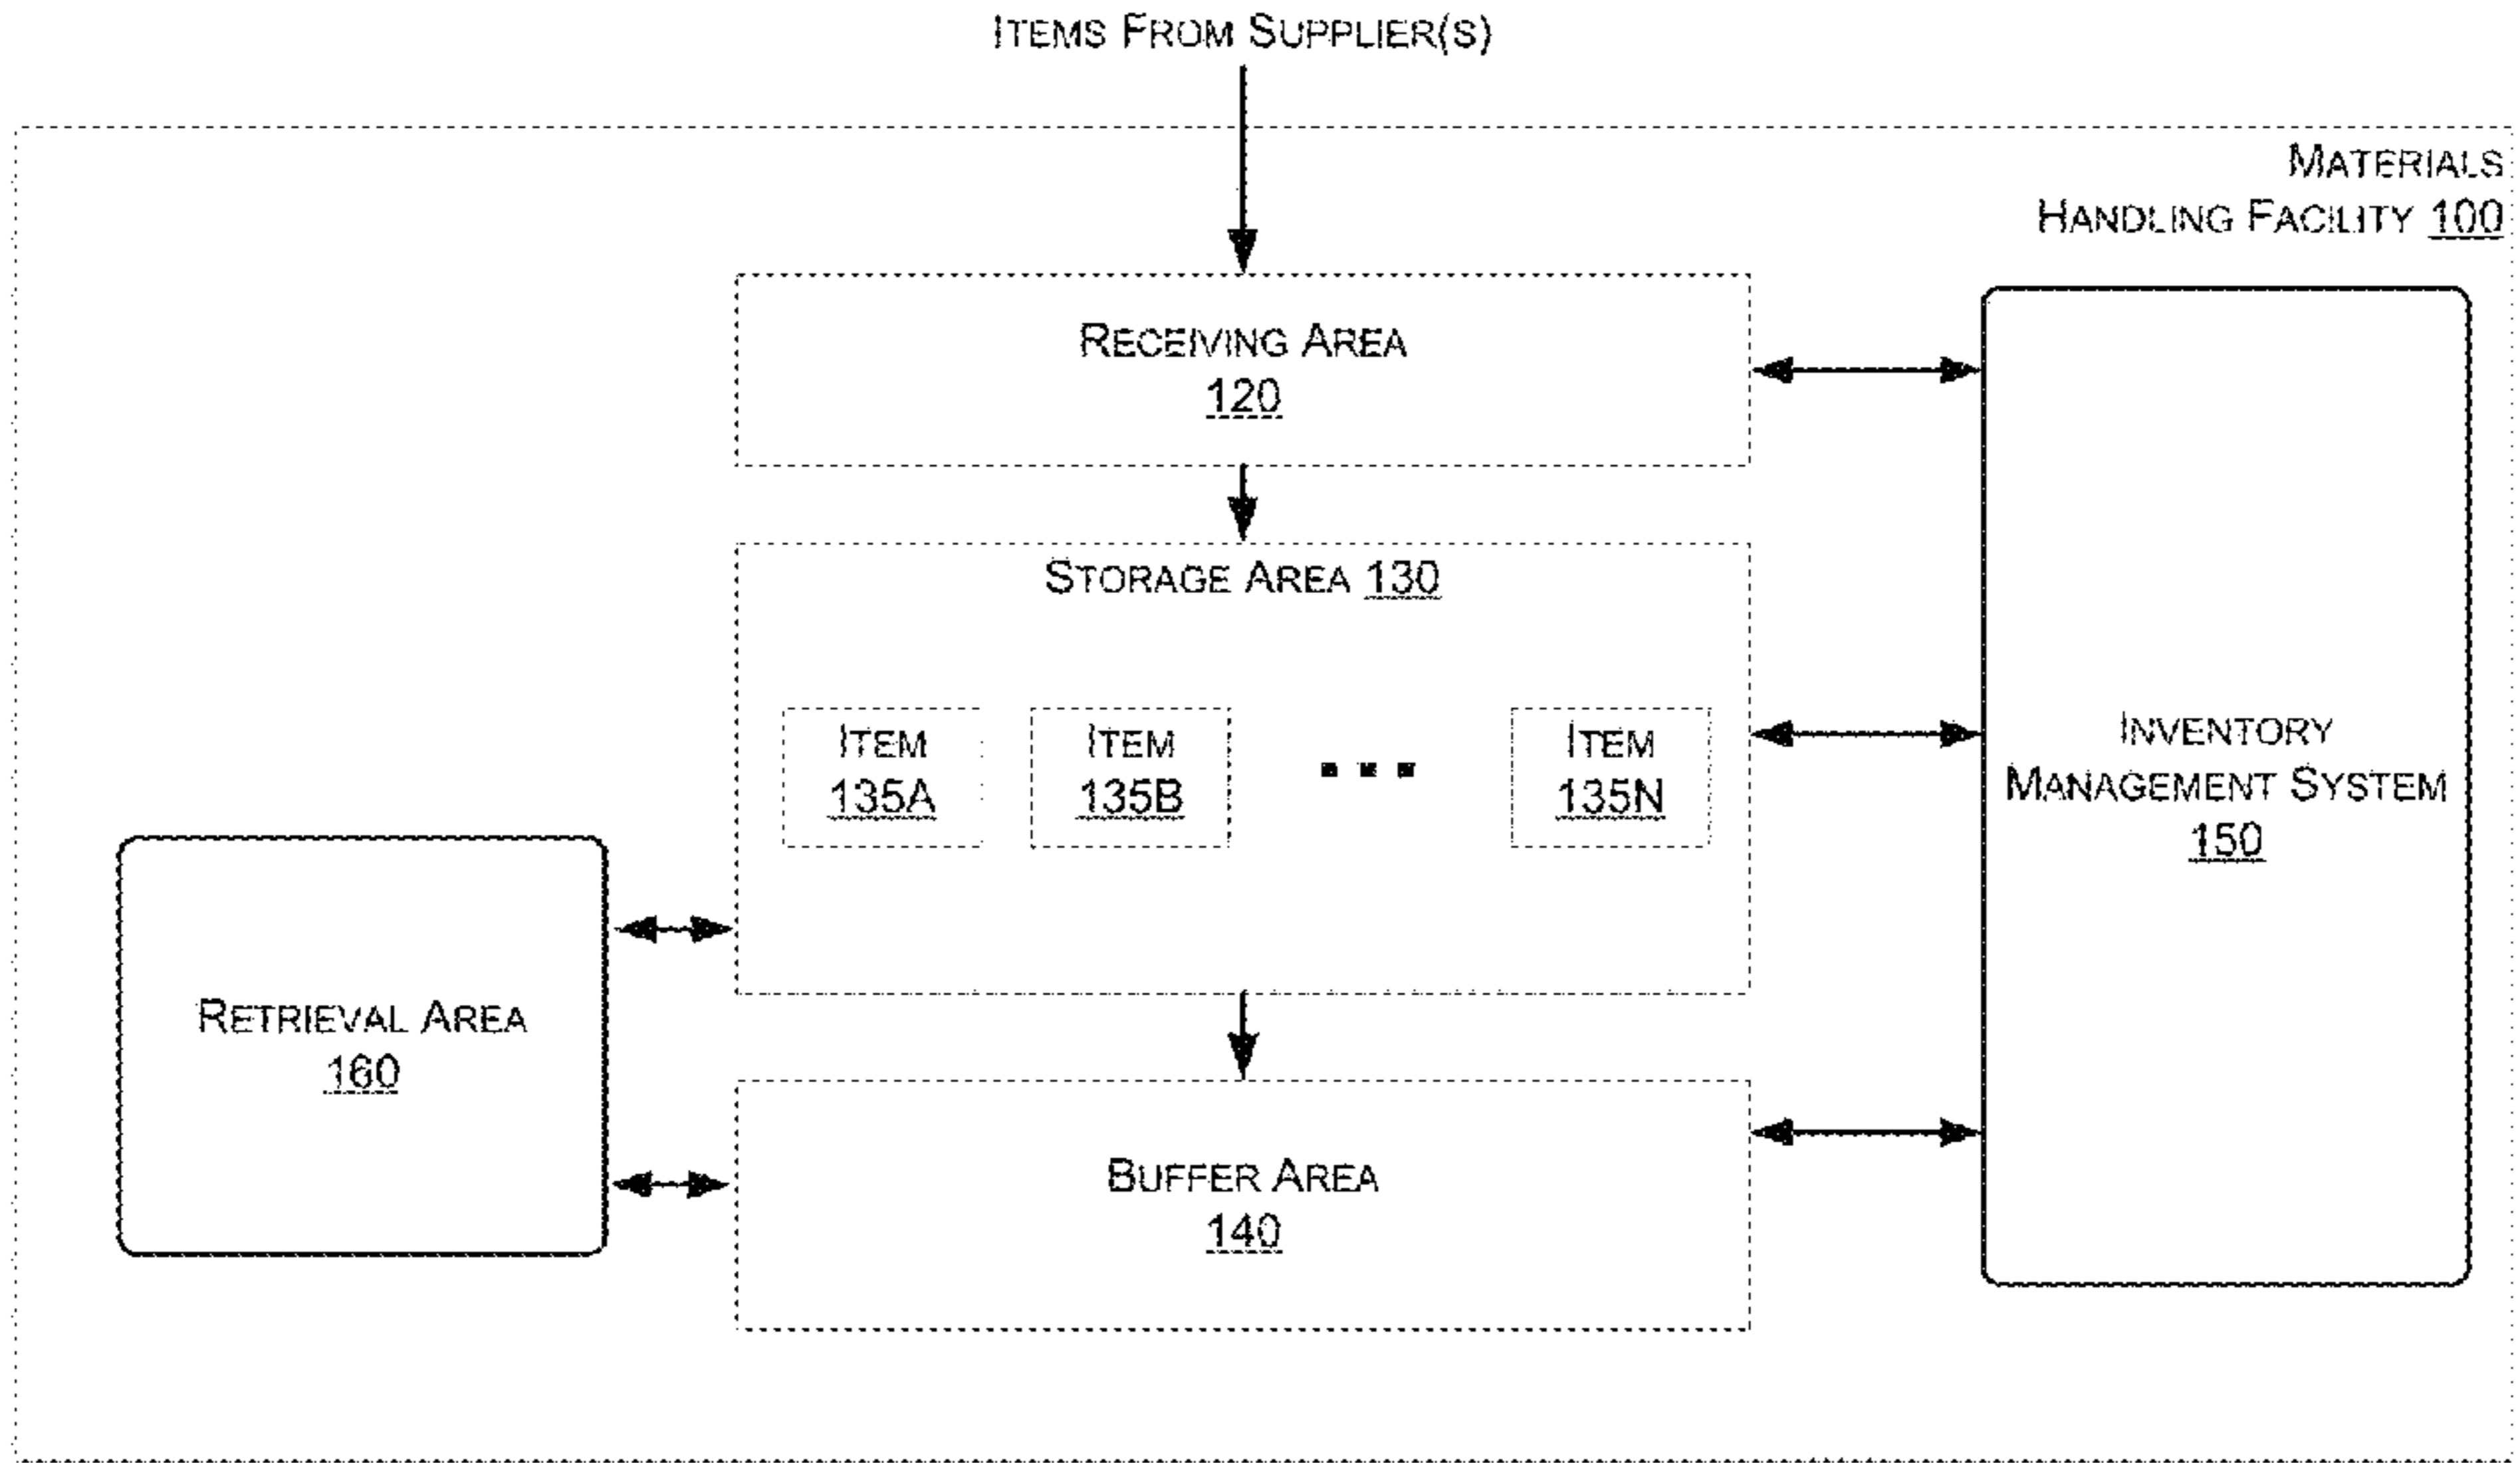 ITEMS FROM SUPPLIER(S)
MATERIALS
HANDLING FACILITY 100
RECEIVING AREA
120
STORAGE AREA 130
ITEM
135A
ITEM
135B
ITEM
135N
INVENTORY
MANAGEMENT SYSTEM
150
RETRIEVAL AREA
160
BUFFER AREA
140